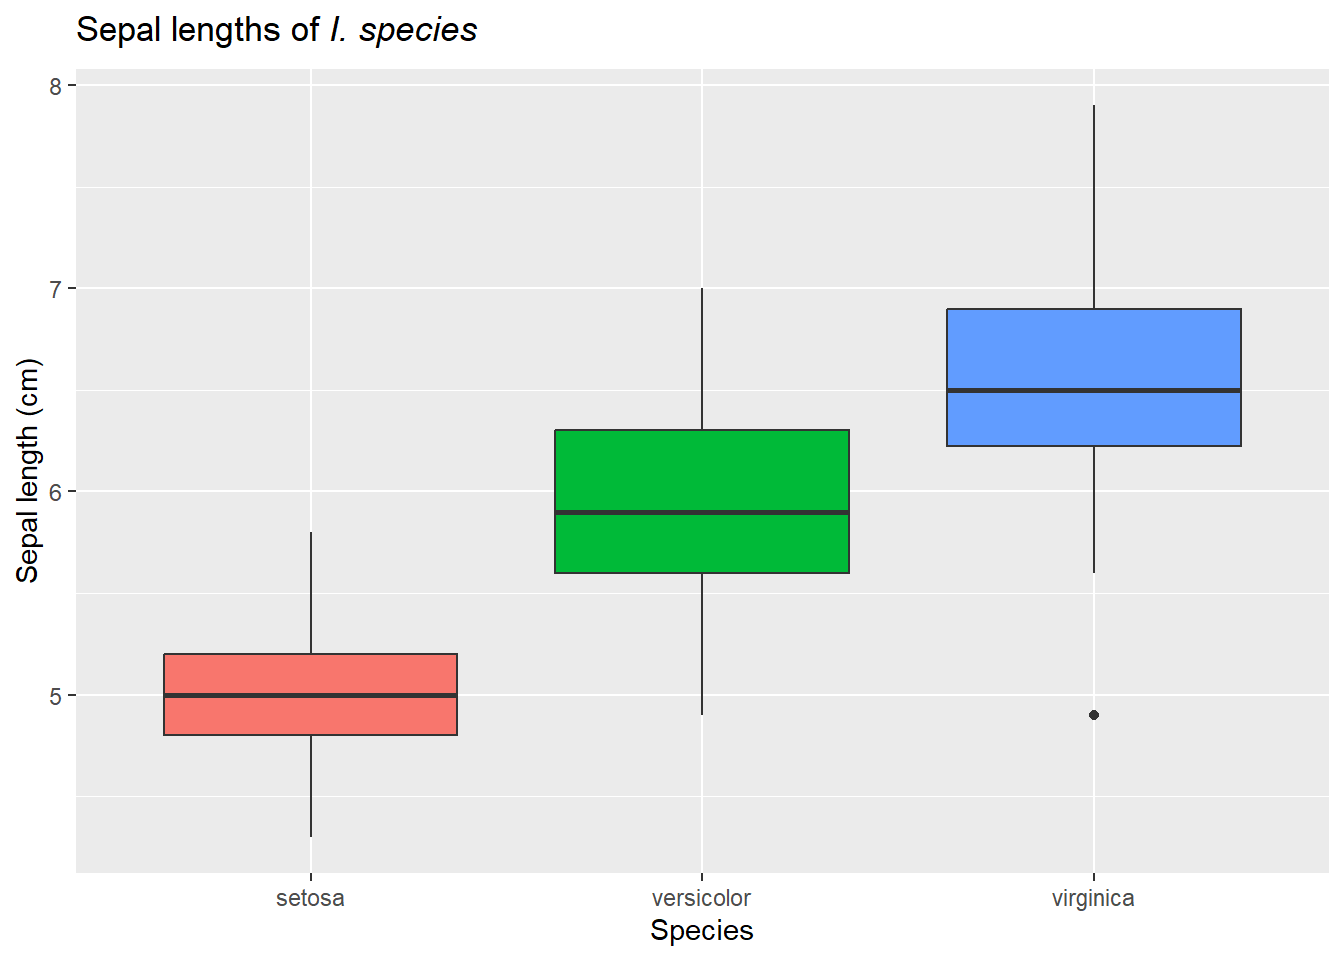 Sepal lengths of I. species
8
7
6
5
Sepal length (cm)
setosa
versicolor
virginica
Species